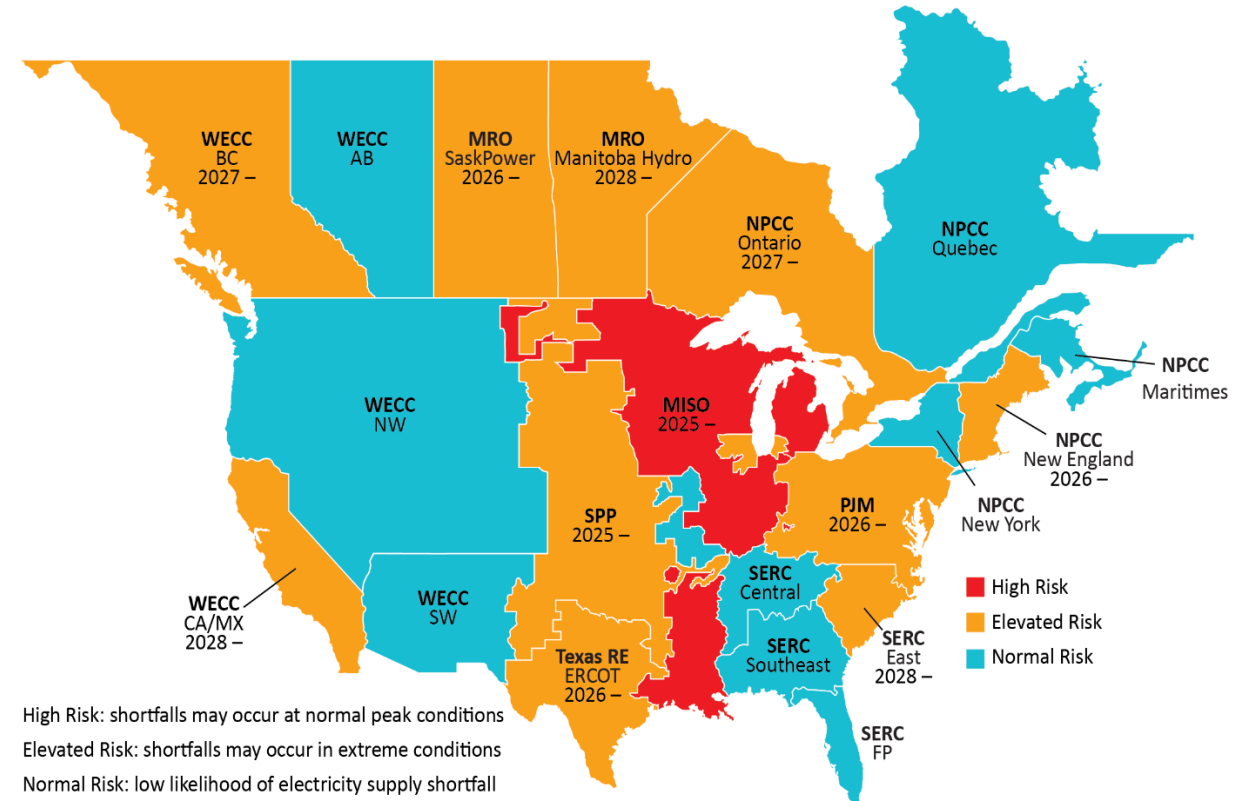 WECC
BC
2027 –
WECC
AB
MRO
SaskPower
2026 –
MRO
Manitoba Hydro
2028 –
NPCC
Ontario
2027 –
NPCC
Quebec
NPCC
Maritimes
WECC
NW
MISO
2025 –
NPCC
New England
2026 –
NPCC
New York
SPP
2025 –
PJM
2026 –
WECC
CA/MX
2028 –
WECC
SW
SERC
Central
SERC
Southeast
SERC
East
2028 –
Texas RE
ERCOT
2026 –
SERC
FP
High Risk
Elevated Risk
Normal Risk
High Risk: shortfalls may occur at normal peak conditions
Elevated Risk: shortfalls may occur in extreme conditions
Normal Risk: low likelihood of electricity supply shortfall